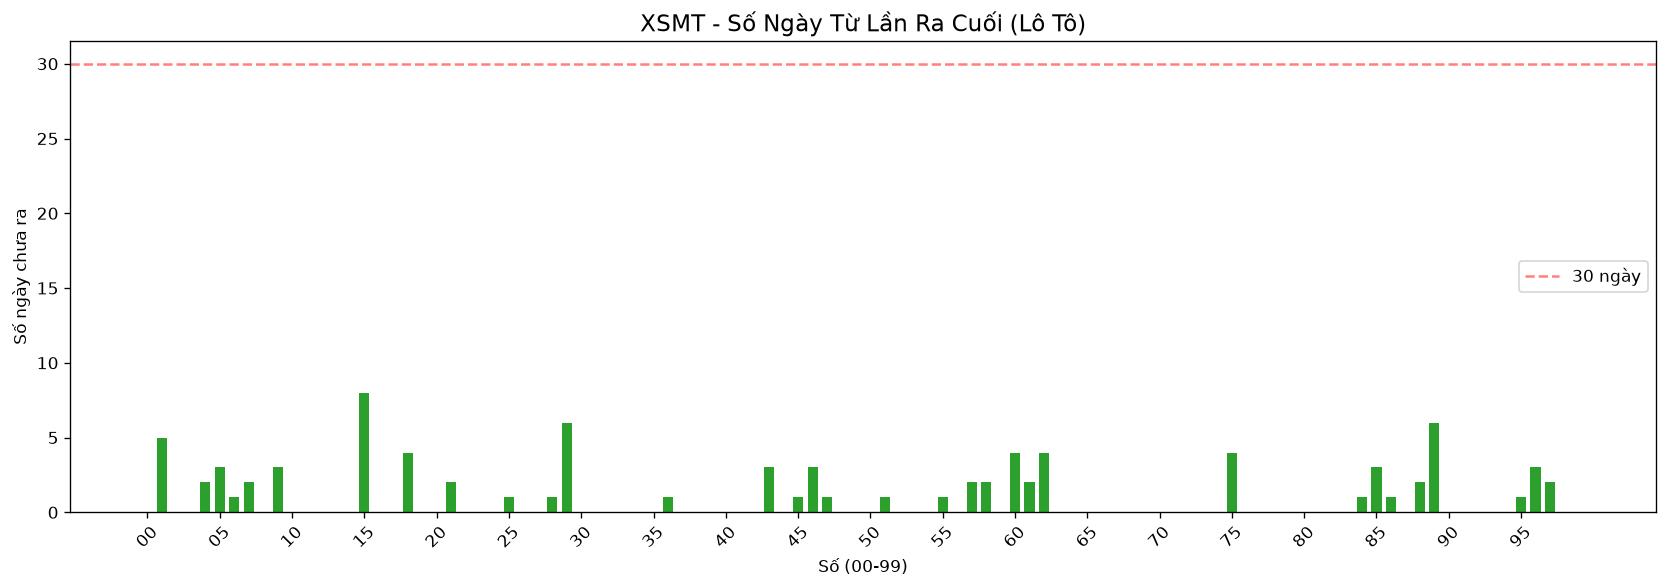 XSMT - Số Ngày Từ Lần Ra Cuối (Lô Tô)
Số ngày chưa ra
30
25
20
15
10
5
0
30 ngày
00 05 10 15 20 25 30 35 40 45 50 55 60 65 70 75 80 85 90 95
Số (00-99)